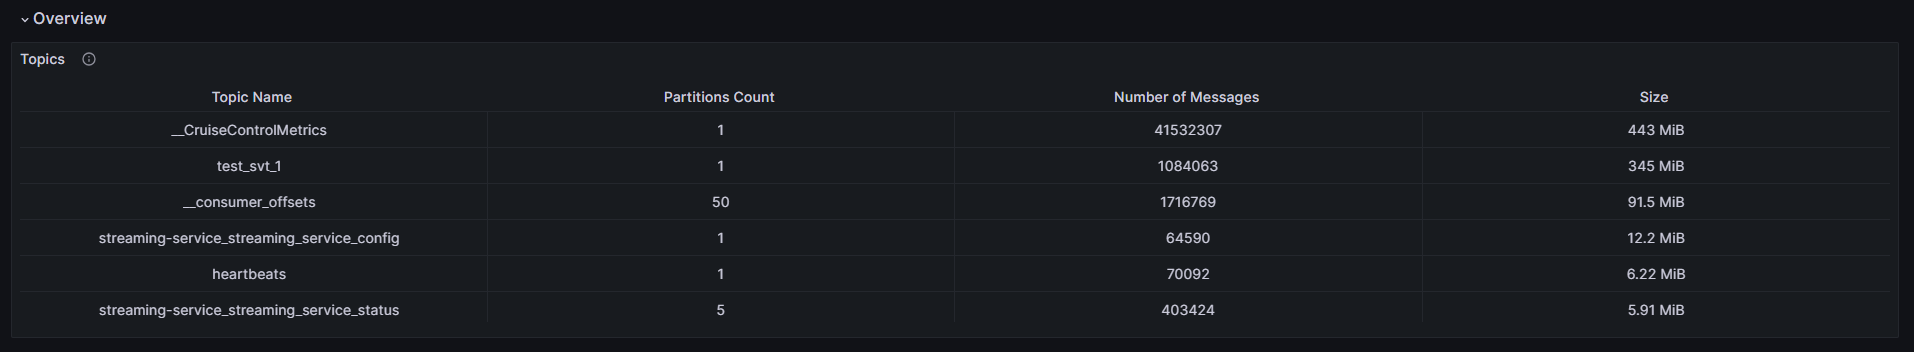 Overview
Topics
Topic Name Partitions Count Number of Messages Size
__CruiseControlMetrics 1 41532307 443 MiB
test_svt_1 1 1084063 345 MiB
__consumer_offsets 50 1716769 91.5 MiB
streaming-service_streaming_service_config 1 64590 12.2 MiB
heartbeats 1 70092 6.22 MiB
streaming-service_streaming_service_status 5 403424 5.91 MiB